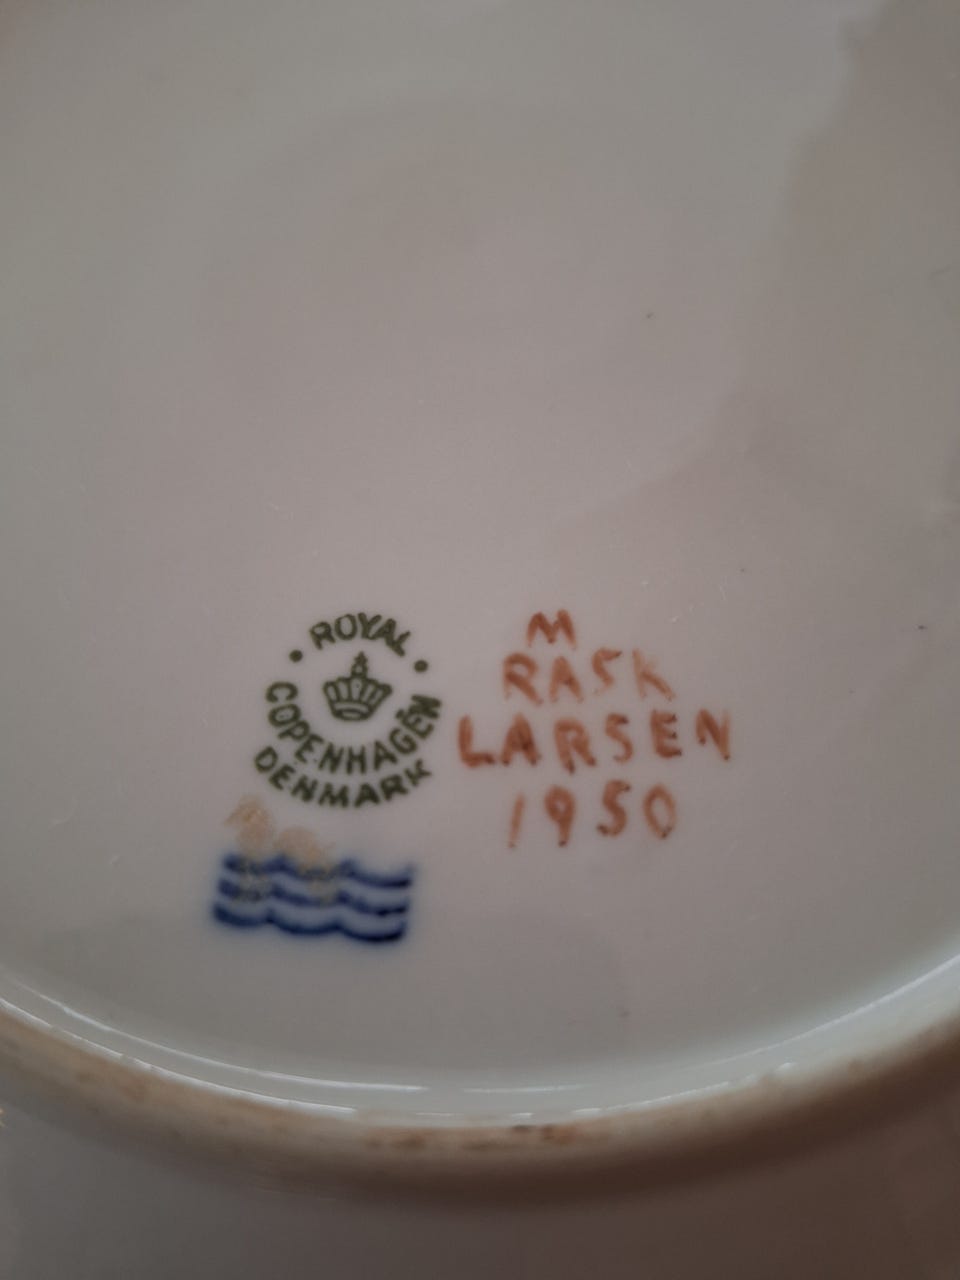 ROYAL
COPENHAGEN
DENMARK
M
RASK
LARSEN
1950